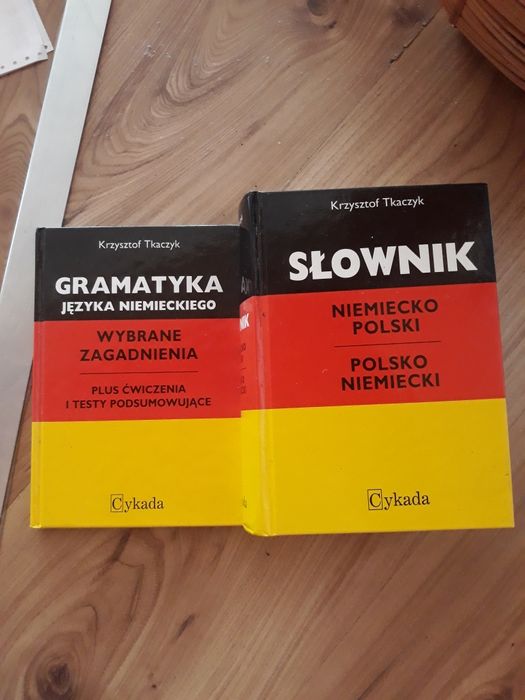 Krzysztof Tkaczyk
GRAMATYKA
JĘZYKA NIEMIECKIEGO
WYBRANE
ZAGADNIENIA
PLUS ĆWICZENIA
I TESTY PODSUMOWUJĄCE
Cykada
Krzysztof Tkaczyk
SŁOWNIK
NIEMIECKO
POLSKI
POLSKO
NIEMIECKI
Cykada